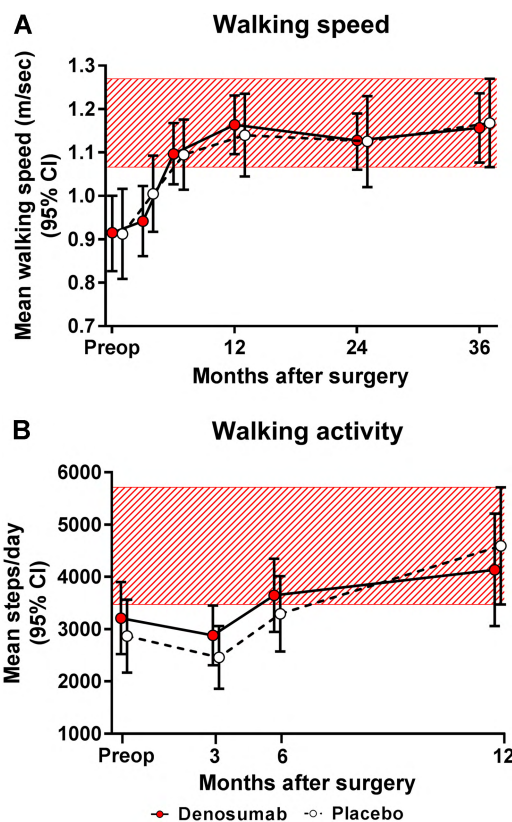 A
Walking speed
Mean walking speed (m/sec)
(95% CI)
1.3
1.2
1.1
1.0
0.9
0.8
0.7
Preop 12 24 36
Months after surgery
B
Walking activity
Mean steps/day
(95% CI)
6000
5000
4000
3000
2000
1000
Preop 3 6 12
Months after surgery
Denosumab Placebo